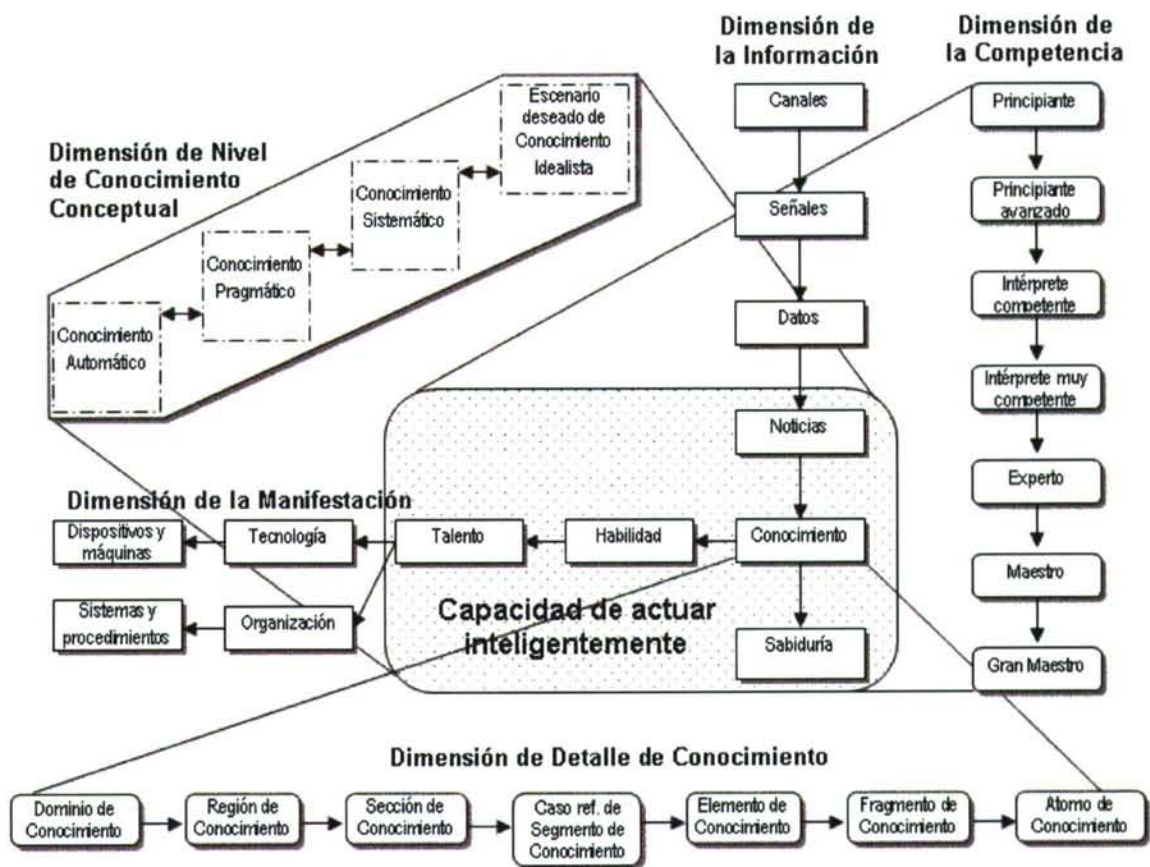 Dimensión de
la Información
Dimensión de
la Competencia
Dimensión de Nivel
de Conocimiento
Conceptual
Escenario
deseado de
Conocimiento
Idealista
Conocimiento
Sistemático
Conocimiento
Pragmático
Conocimiento
Automático
Canales
Señales
Datos
Noticias
Conocimiento
Sabiduría
Principiante
Principiante
avanzado
Intérprete
competente
Intérprete muy
competente
Experto
Maestro
Gran Maestro
Dimensión de la Manifestación
Dispositivos y
máquinas
Tecnología
Talento
Habilidad
Sistemas y
procedimientos
Organización
Capacidad de actuar
inteligentemente
Dimensión de Detalle de Conocimiento
Dominio de
Conocimiento
Región de
Conocimiento
Sección de
Conocimiento
Caso ref. de
Segmento de
Conocimiento
Elemento de
Conocimiento
Fragmento de
Conocimiento
Atomo de
Conocimiento